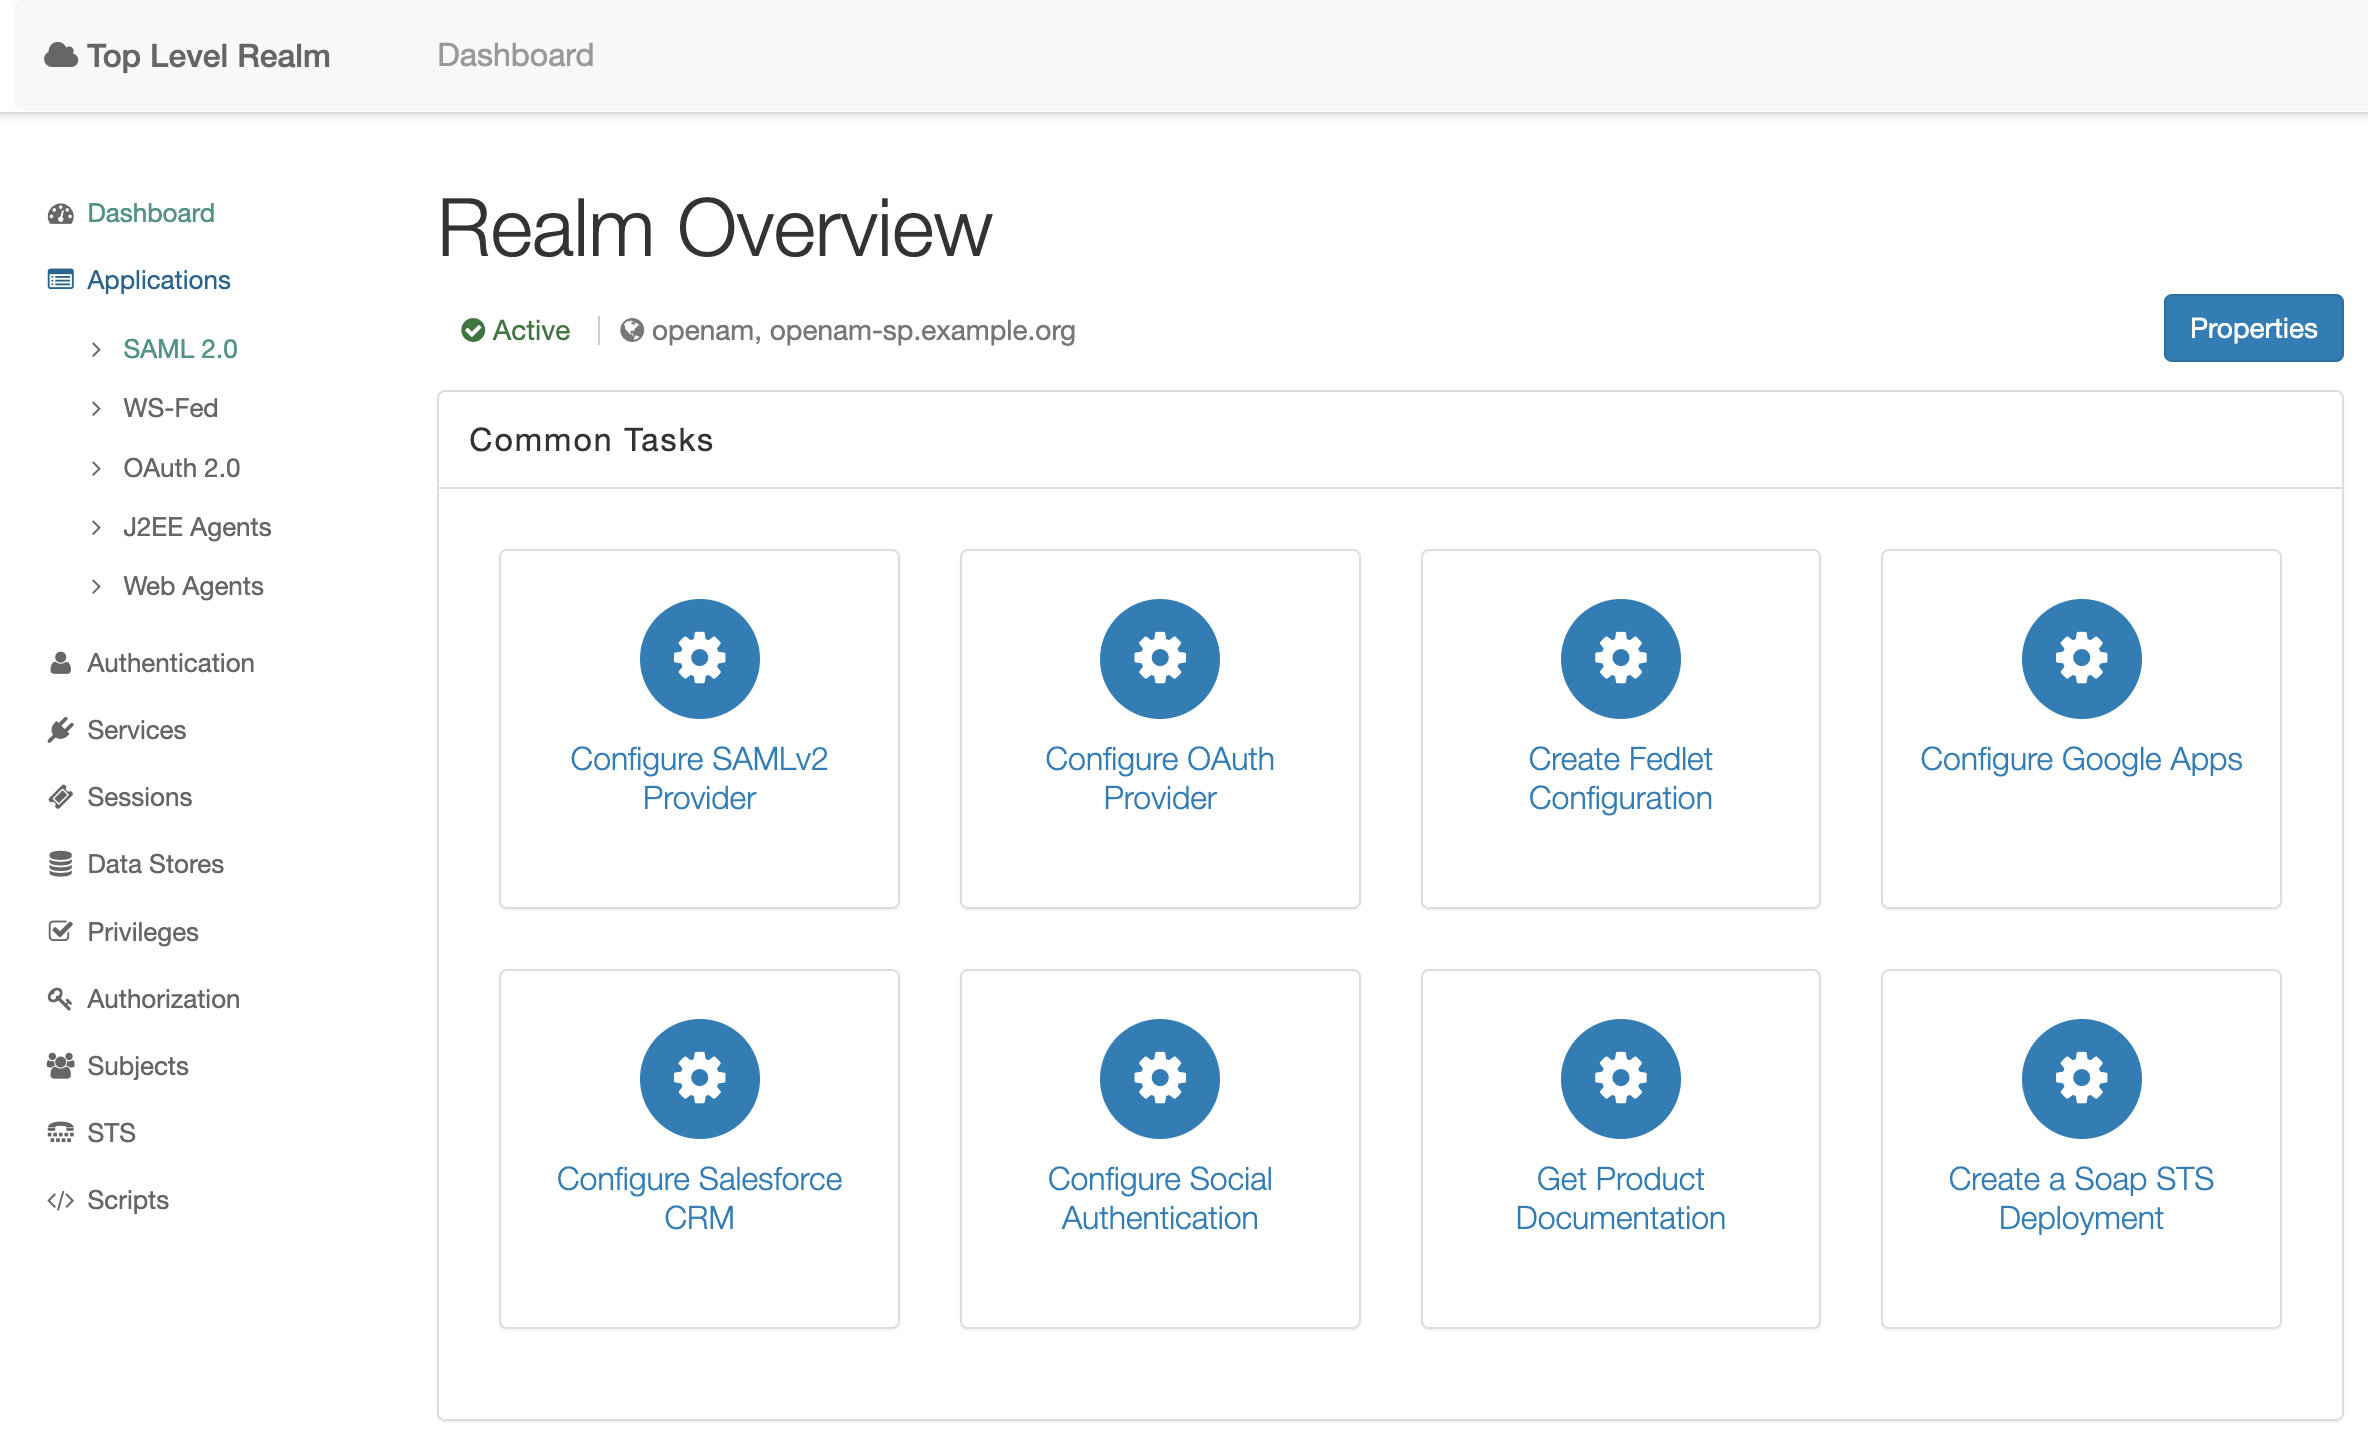 Top Level Realm
Dashboard
Dashboard
Applications
SAML 2.0
WS-Fed
OAuth 2.0
J2EE Agents
Web Agents
Authentication
Services
Sessions
Data Stores
Privileges
Authorization
Subjects
STS
Scripts
Realm Overview
Active
openam, openam-sp.example.org
Properties
Common Tasks
Configure SAMLv2
Provider
Configure OAuth
Provider
Create Fedlet
Configuration
Configure Google Apps
Configure Salesforce
CRM
Configure Social
Authentication
Get Product
Documentation
Create a Soap STS
Deployment